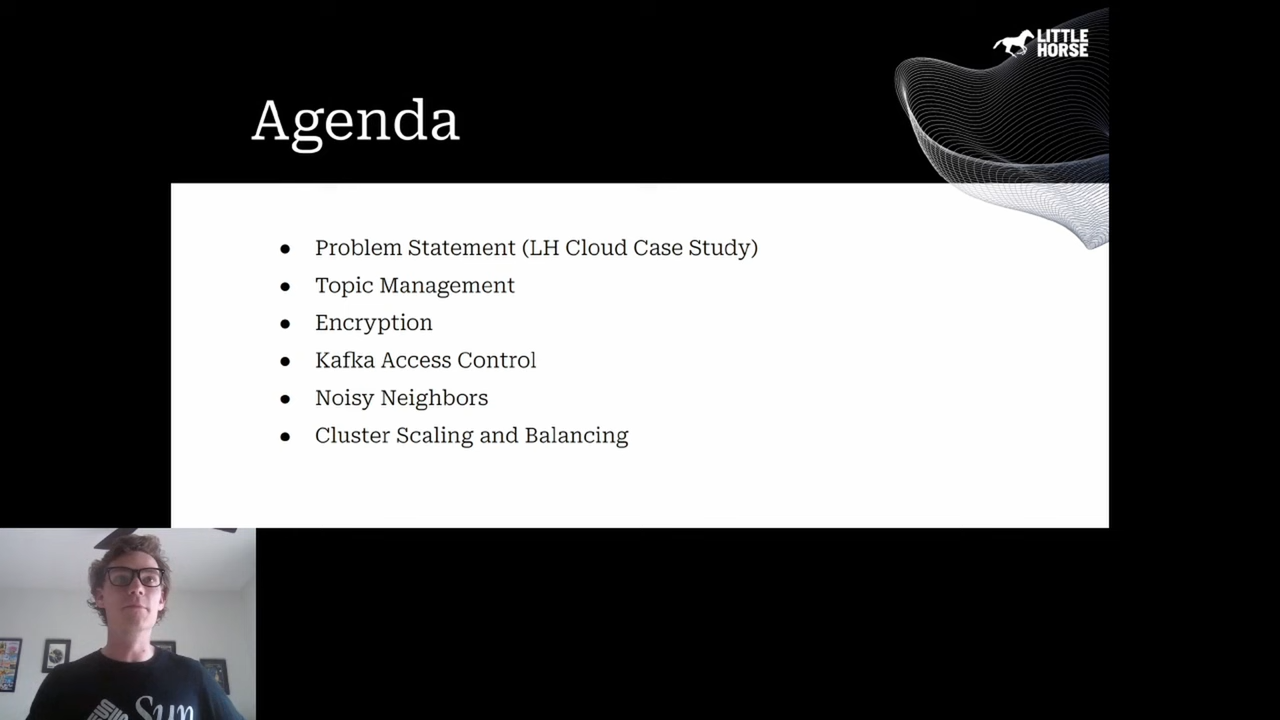 LITTLE
HORSE
Agenda
● Problem Statement (LH Cloud Case Study)
● Topic Management
● Encryption
● Kafka Access Control
● Noisy Neighbors
● Cluster Scaling and Balancing
Sun